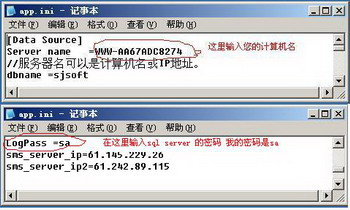 app.ini - 记事本
文件(F) 编辑(E) 格式(O) 查看(V) 帮助(H)
[Data Source]
Server name =WWW-AA67ADC8274 这里输入您的计算机名
//服务器名可以是计算机名或IP地址。
dbname =sjsoft
app.ini - 记事本
文件(F) 编辑(E) 格式(O) 查看(V) 帮助(H)
LogPass =sa 在这里输入sql server 的密码 我的密码是sa
sms_server_ip=61.145.229.26
sms_server_ip2=61.242.89.115